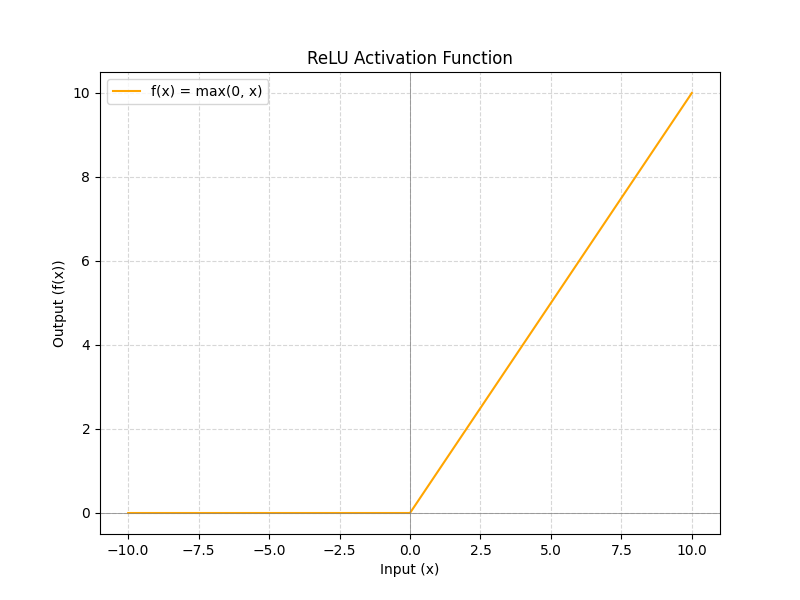 ReLU Activation Function
f(x) = max(0, x)
10
8
6
4
2
0
Output (f(x))
−10.0 −7.5 −5.0 −2.5 0.0 2.5 5.0 7.5 10.0
Input (x)